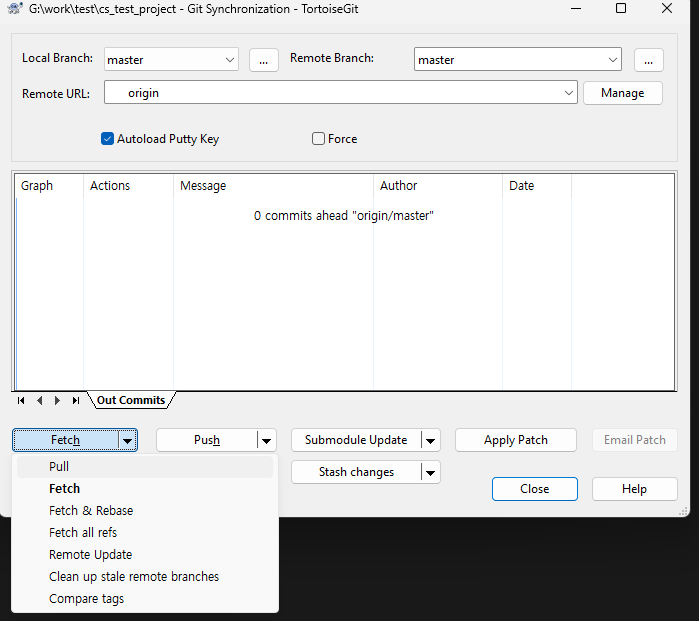 G:\work\test\cs_test_project - Git Synchronization - TortoiseGit
Local Branch: master ... Remote Branch: master ...
Remote URL: origin Manage
Autoload Putty Key Force
Graph Actions Message Author Date
0 commits ahead "origin/master"
Out Commits
Fetch Push Submodule Update Apply Patch Email Patch
Stash changes
Close Help
Pull
Fetch
Fetch & Rebase
Fetch all refs
Remote Update
Clean up stale remote branches
Compare tags